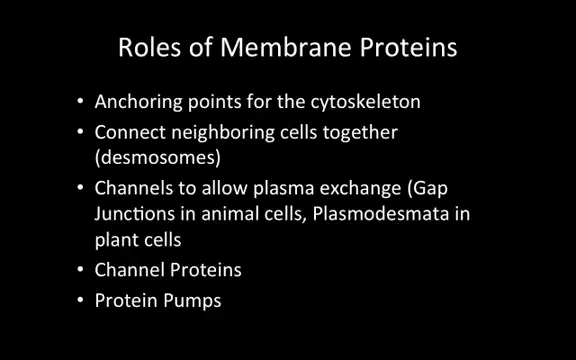 Roles of Membrane Proteins
• Anchoring points for the cytoskeleton
• Connect neighboring cells together
(desmosomes)
• Channels to allow plasma exchange (Gap
Junctions in animal cells, Plasmodesmata in
plant cells
• Channel Proteins
• Protein Pumps